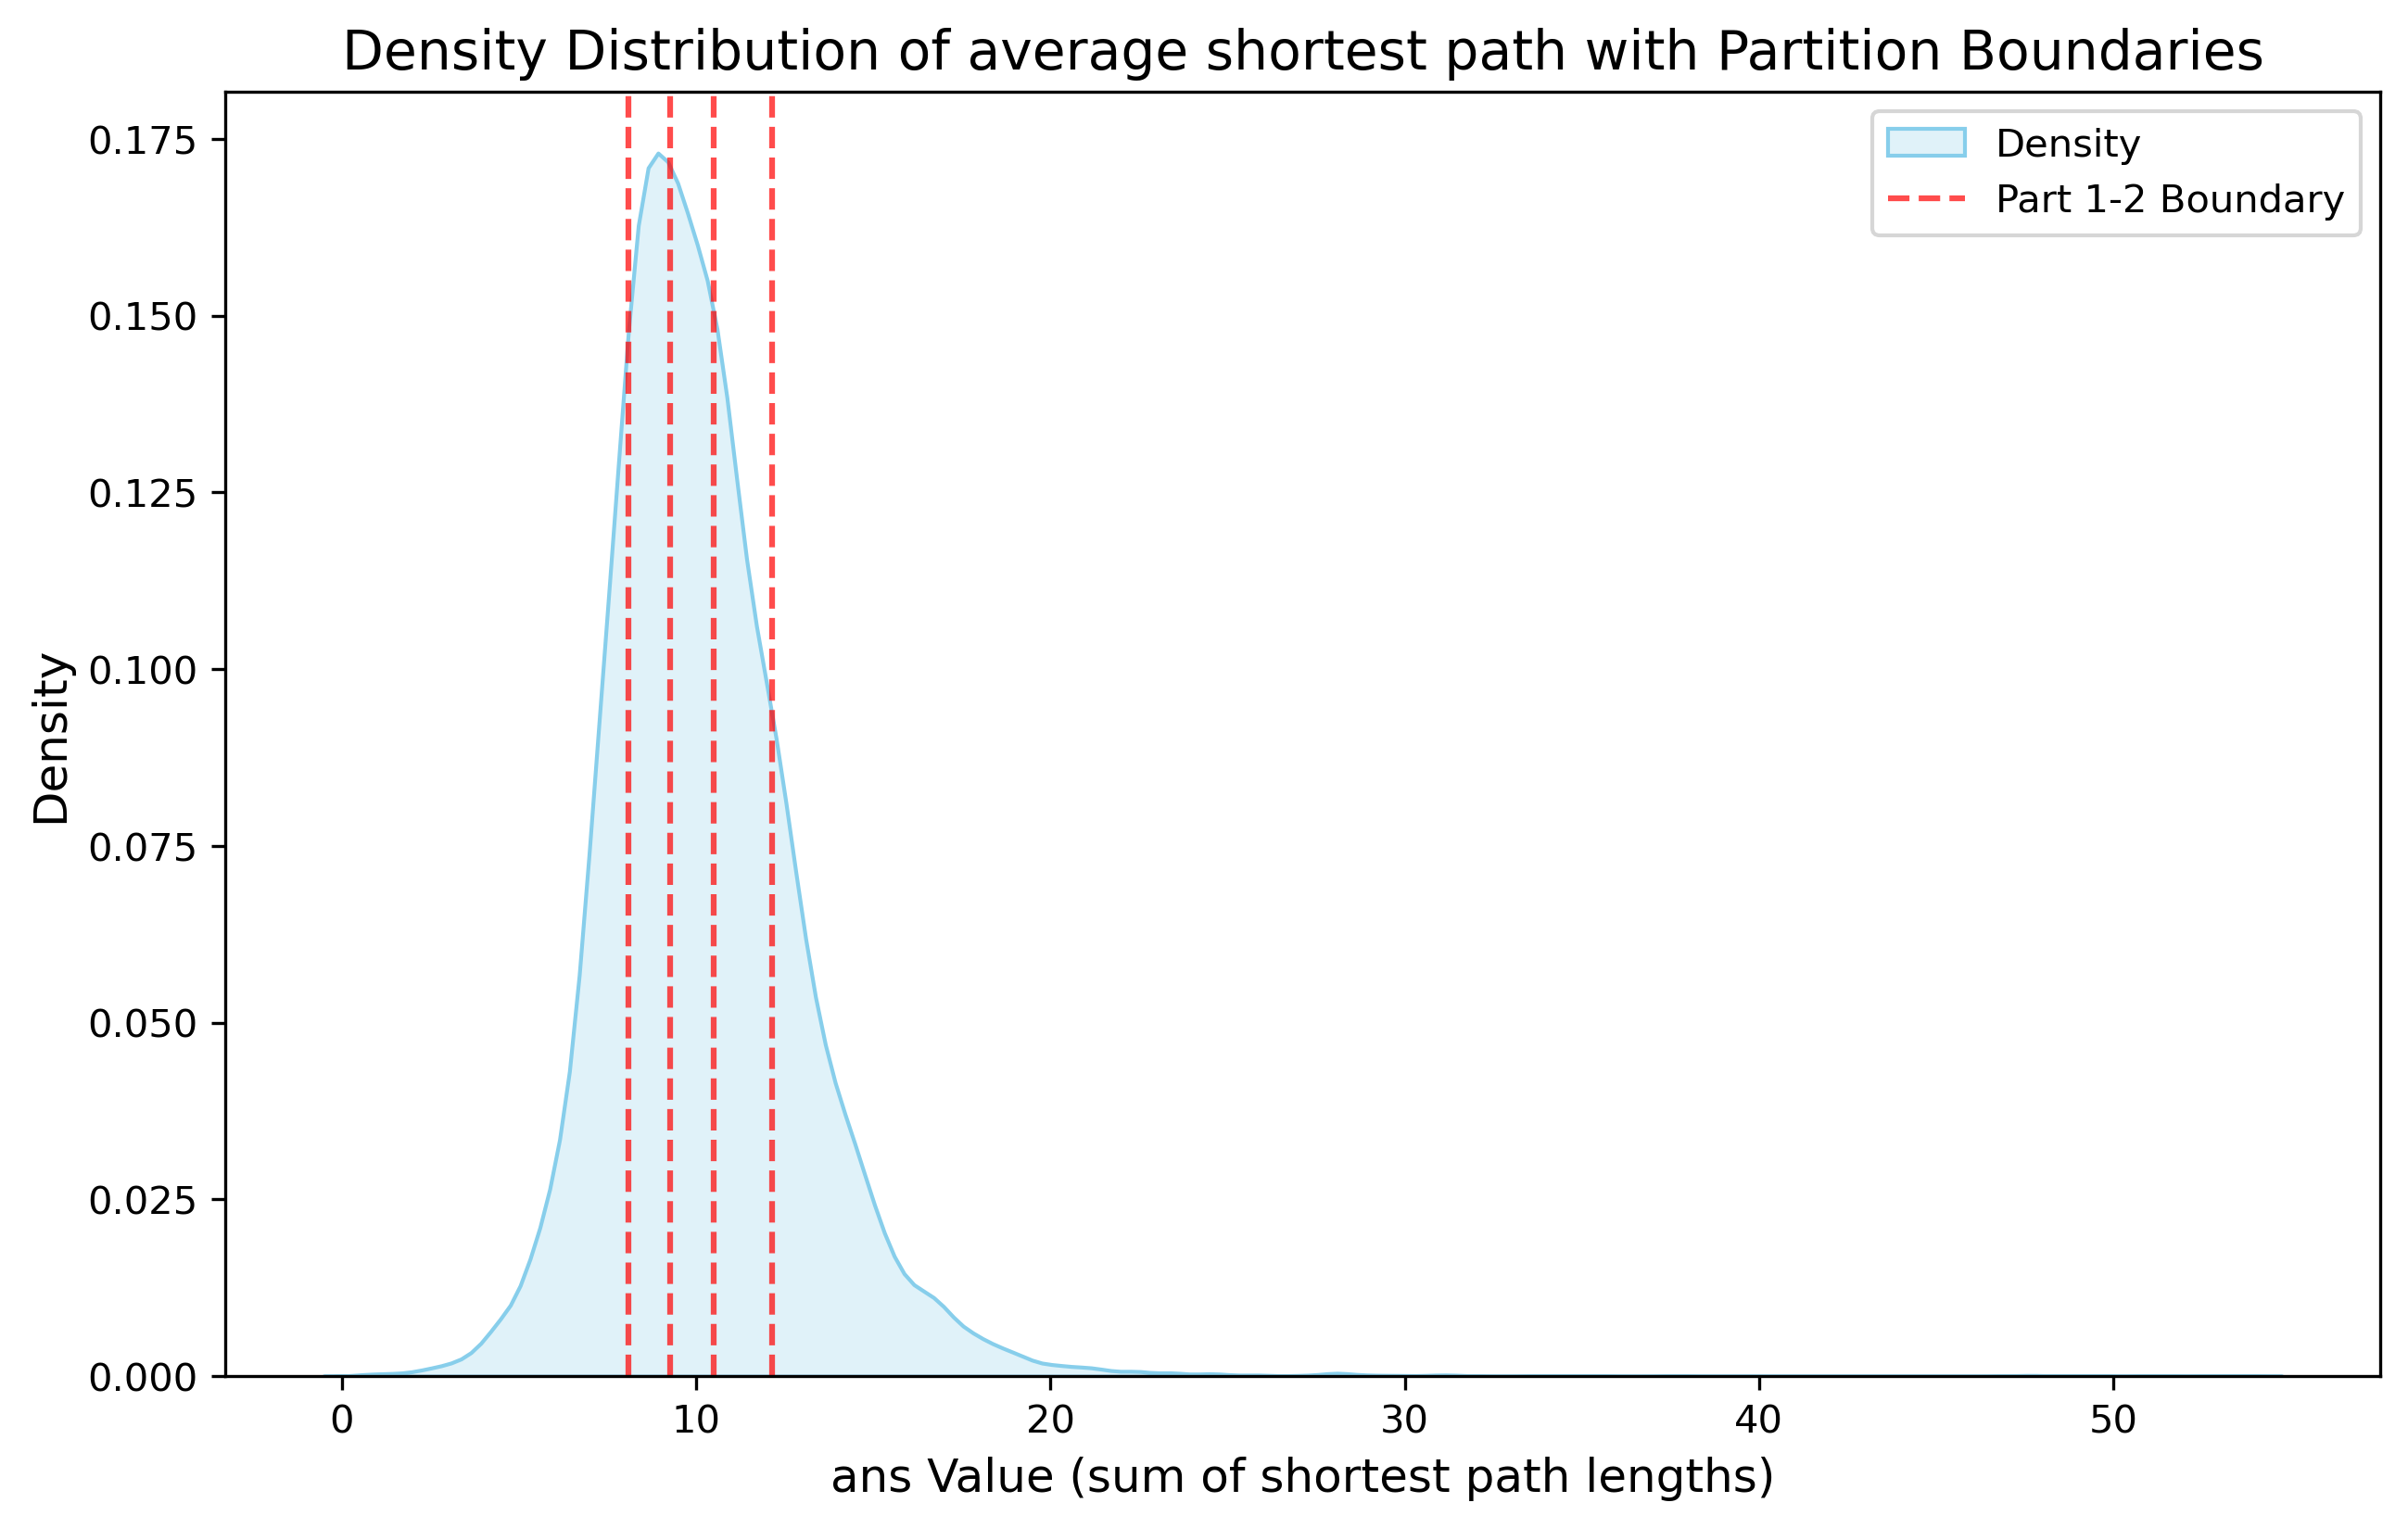 Density Distribution of average shortest path with Partition Boundaries
Density
Part 1-2 Boundary
0.175
0.150
0.125
0.100
0.075
0.050
0.025
0.000
Density
0 10 20 30 40 50
ans Value (sum of shortest path lengths)